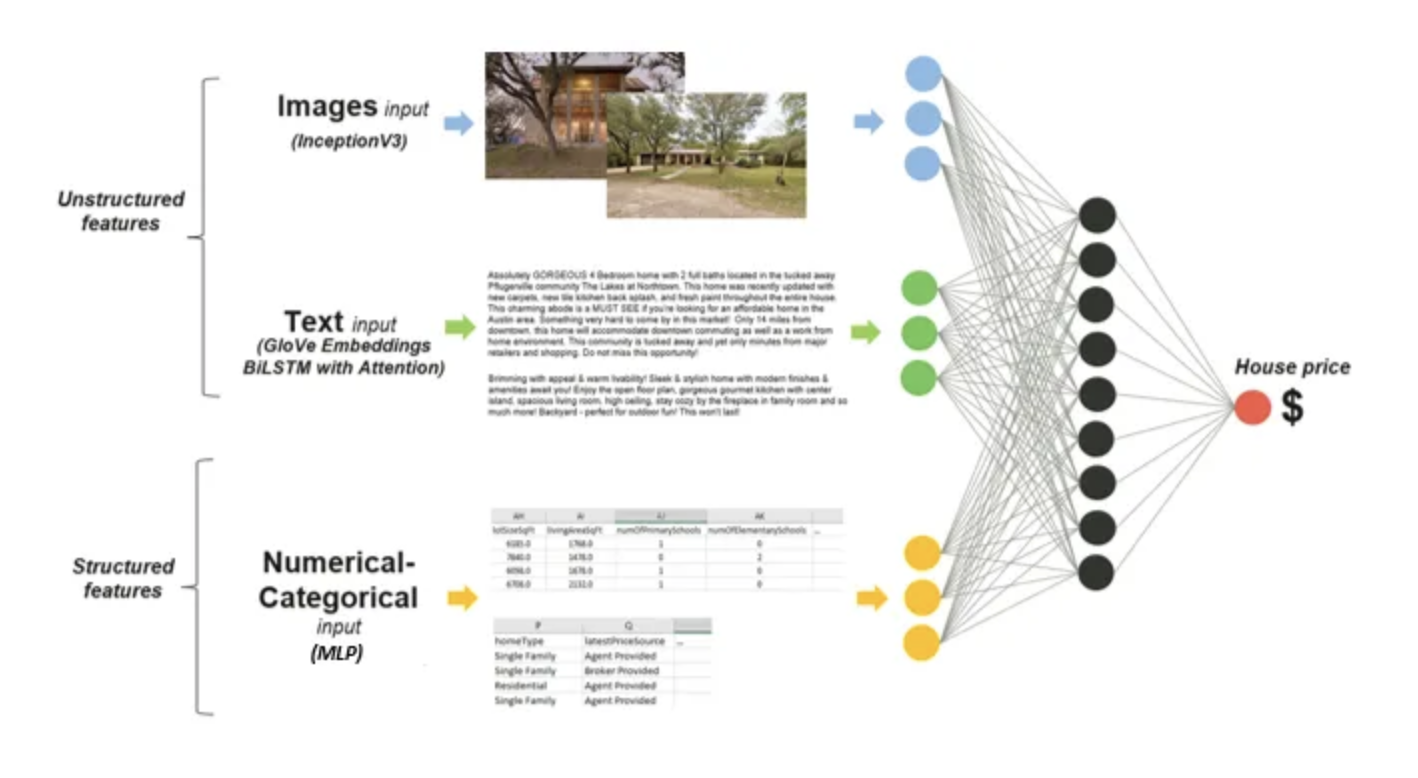 Images input
(InceptionV3)
Unstructured
features
Absolutely GORGEOUS 4 Bedroom home with 2 full baths located in the tucked away
Pflugerville community The Lakes at Northtown. This home was recently updated with
new carpets, new tile kitchen back splash, and fresh paint throughout the entire house.
This charming abode is a MUST SEE if you're looking for an affordable home in the
Austin area. Something very hard to come by in this market! Only 14 miles from
downtown, this home will accommodate downtown commuting as well as a work from
home environment. This community is tucked away and yet only minutes from major
retailers and shopping. Do not miss this opportunity!
Text input
(GloVe Embeddings
BiLSTM with Attention)
Brimming with appeal & warm livability! Sleek & stylish home with modern finishes &
amenities await you! Enjoy the open floor plan, gorgeous gourmet kitchen with center
island, spacious living room, high ceiling, stay cozy by the fireplace in family room and so
much more! Backyard - perfect for outdoor fun! This won't last!
House price
$
Structured
features
Numerical-
Categorical
input
(MLP)
AH AI AJ AK
lotSizeSqFt livingAreaSqFt numOfPrimarySchools numOfElementarySchools ...
1768.0 1 0
7840.0 1478.0 0 2
6098.0 1678.0 1 0
6708.0 2132.0 1 0
P Q
homeType latestPriceSource ...
Single Family Agent Provided
Single Family Broker Provided
Residential Agent Provided
Single Family Agent Provided